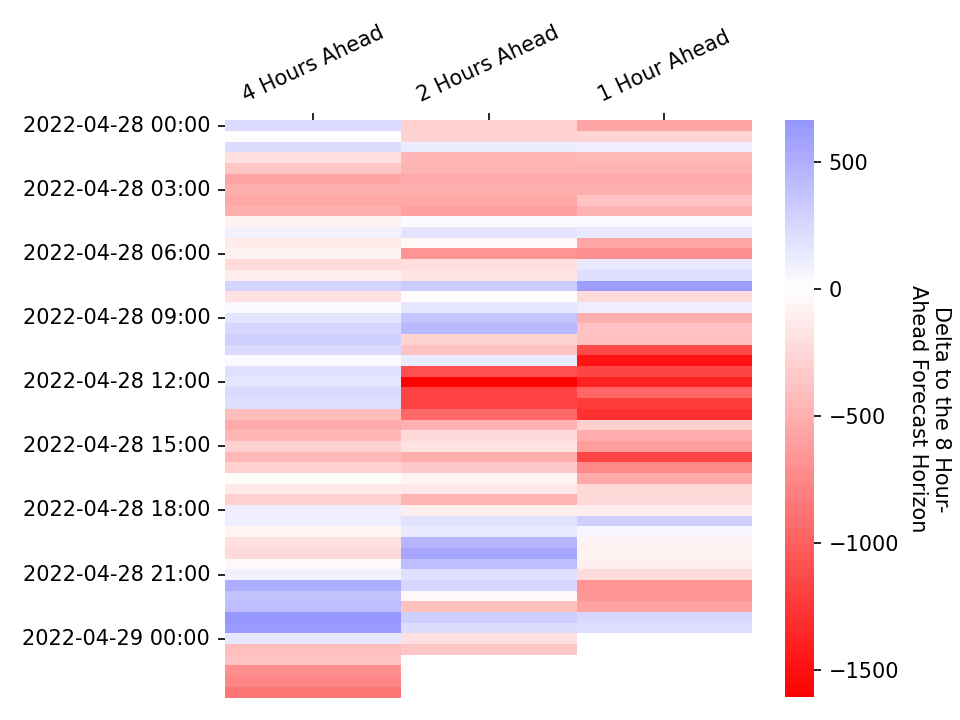 4 Hours Ahead
2 Hours Ahead
1 Hour Ahead
2022-04-28 00:00
2022-04-28 03:00
2022-04-28 06:00
2022-04-28 09:00
2022-04-28 12:00
2022-04-28 15:00
2022-04-28 18:00
2022-04-28 21:00
2022-04-29 00:00
500
0
−500
−1000
−1500
Delta to the 8 Hour-
Ahead Forecast Horizon